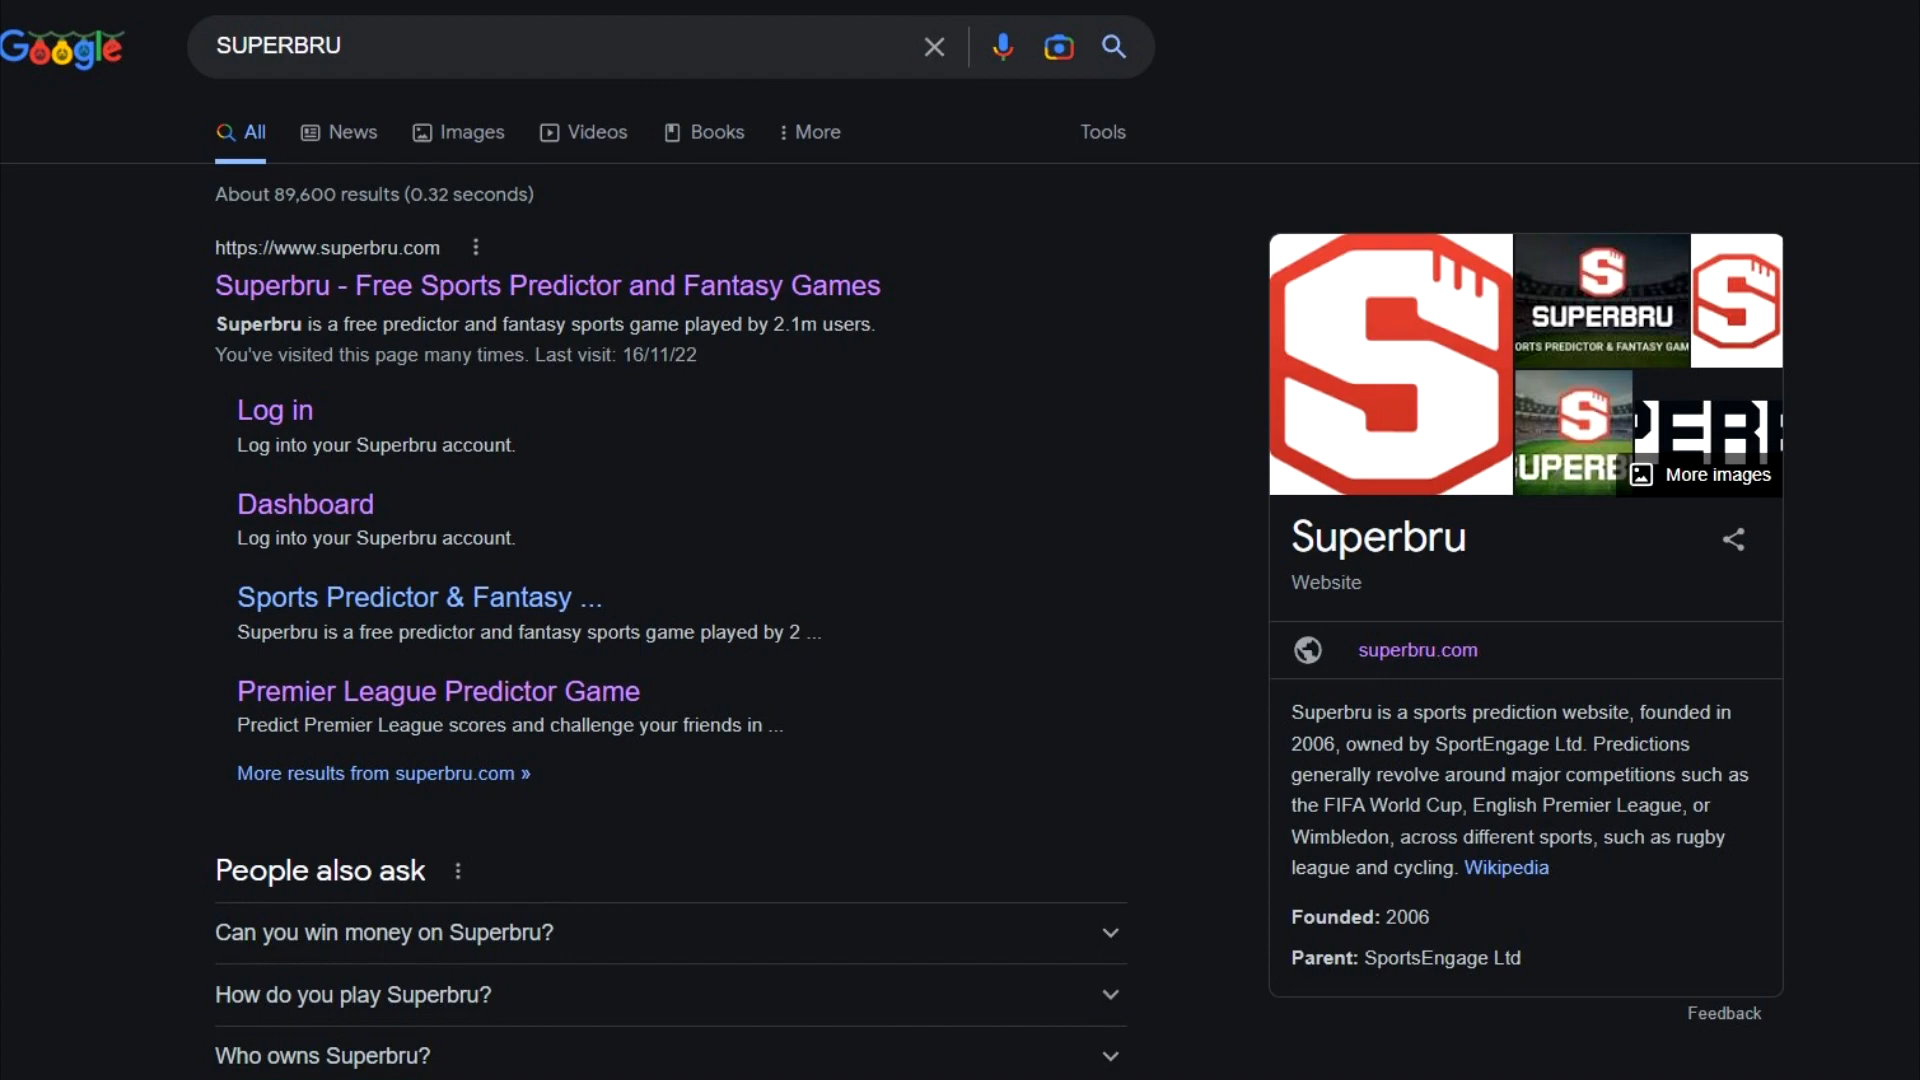 Google
SUPERBRU
All
News
Images
Videos
Books
More
Tools
About 89,600 results (0.32 seconds)
https://www.superbru.com
Superbru - Free Sports Predictor and Fantasy Games
Superbru is a free predictor and fantasy sports game played by 2.1m users.
You've visited this page many times. Last visit: 16/11/22
Log in
Log into your Superbru account.
Dashboard
Log into your Superbru account.
Sports Predictor & Fantasy ...
Superbru is a free predictor and fantasy sports game played by 2 ...
Premier League Predictor Game
Predict Premier League scores and challenge your friends in ...
More results from superbru.com »
People also ask
Can you win money on Superbru?
How do you play Superbru?
Who owns Superbru?
S
S
SUPERBRU
ORTS PREDICTOR & FANTASY GAM
S
S
UPERB
PER
More images
Superbru
Website
superbru.com
Superbru is a sports prediction website, founded in
2006, owned by SportEngage Ltd. Predictions
generally revolve around major competitions such as
the FIFA World Cup, English Premier League, or
Wimbledon, across different sports, such as rugby
league and cycling. Wikipedia
Founded: 2006
Parent: SportsEngage Ltd
Feedback